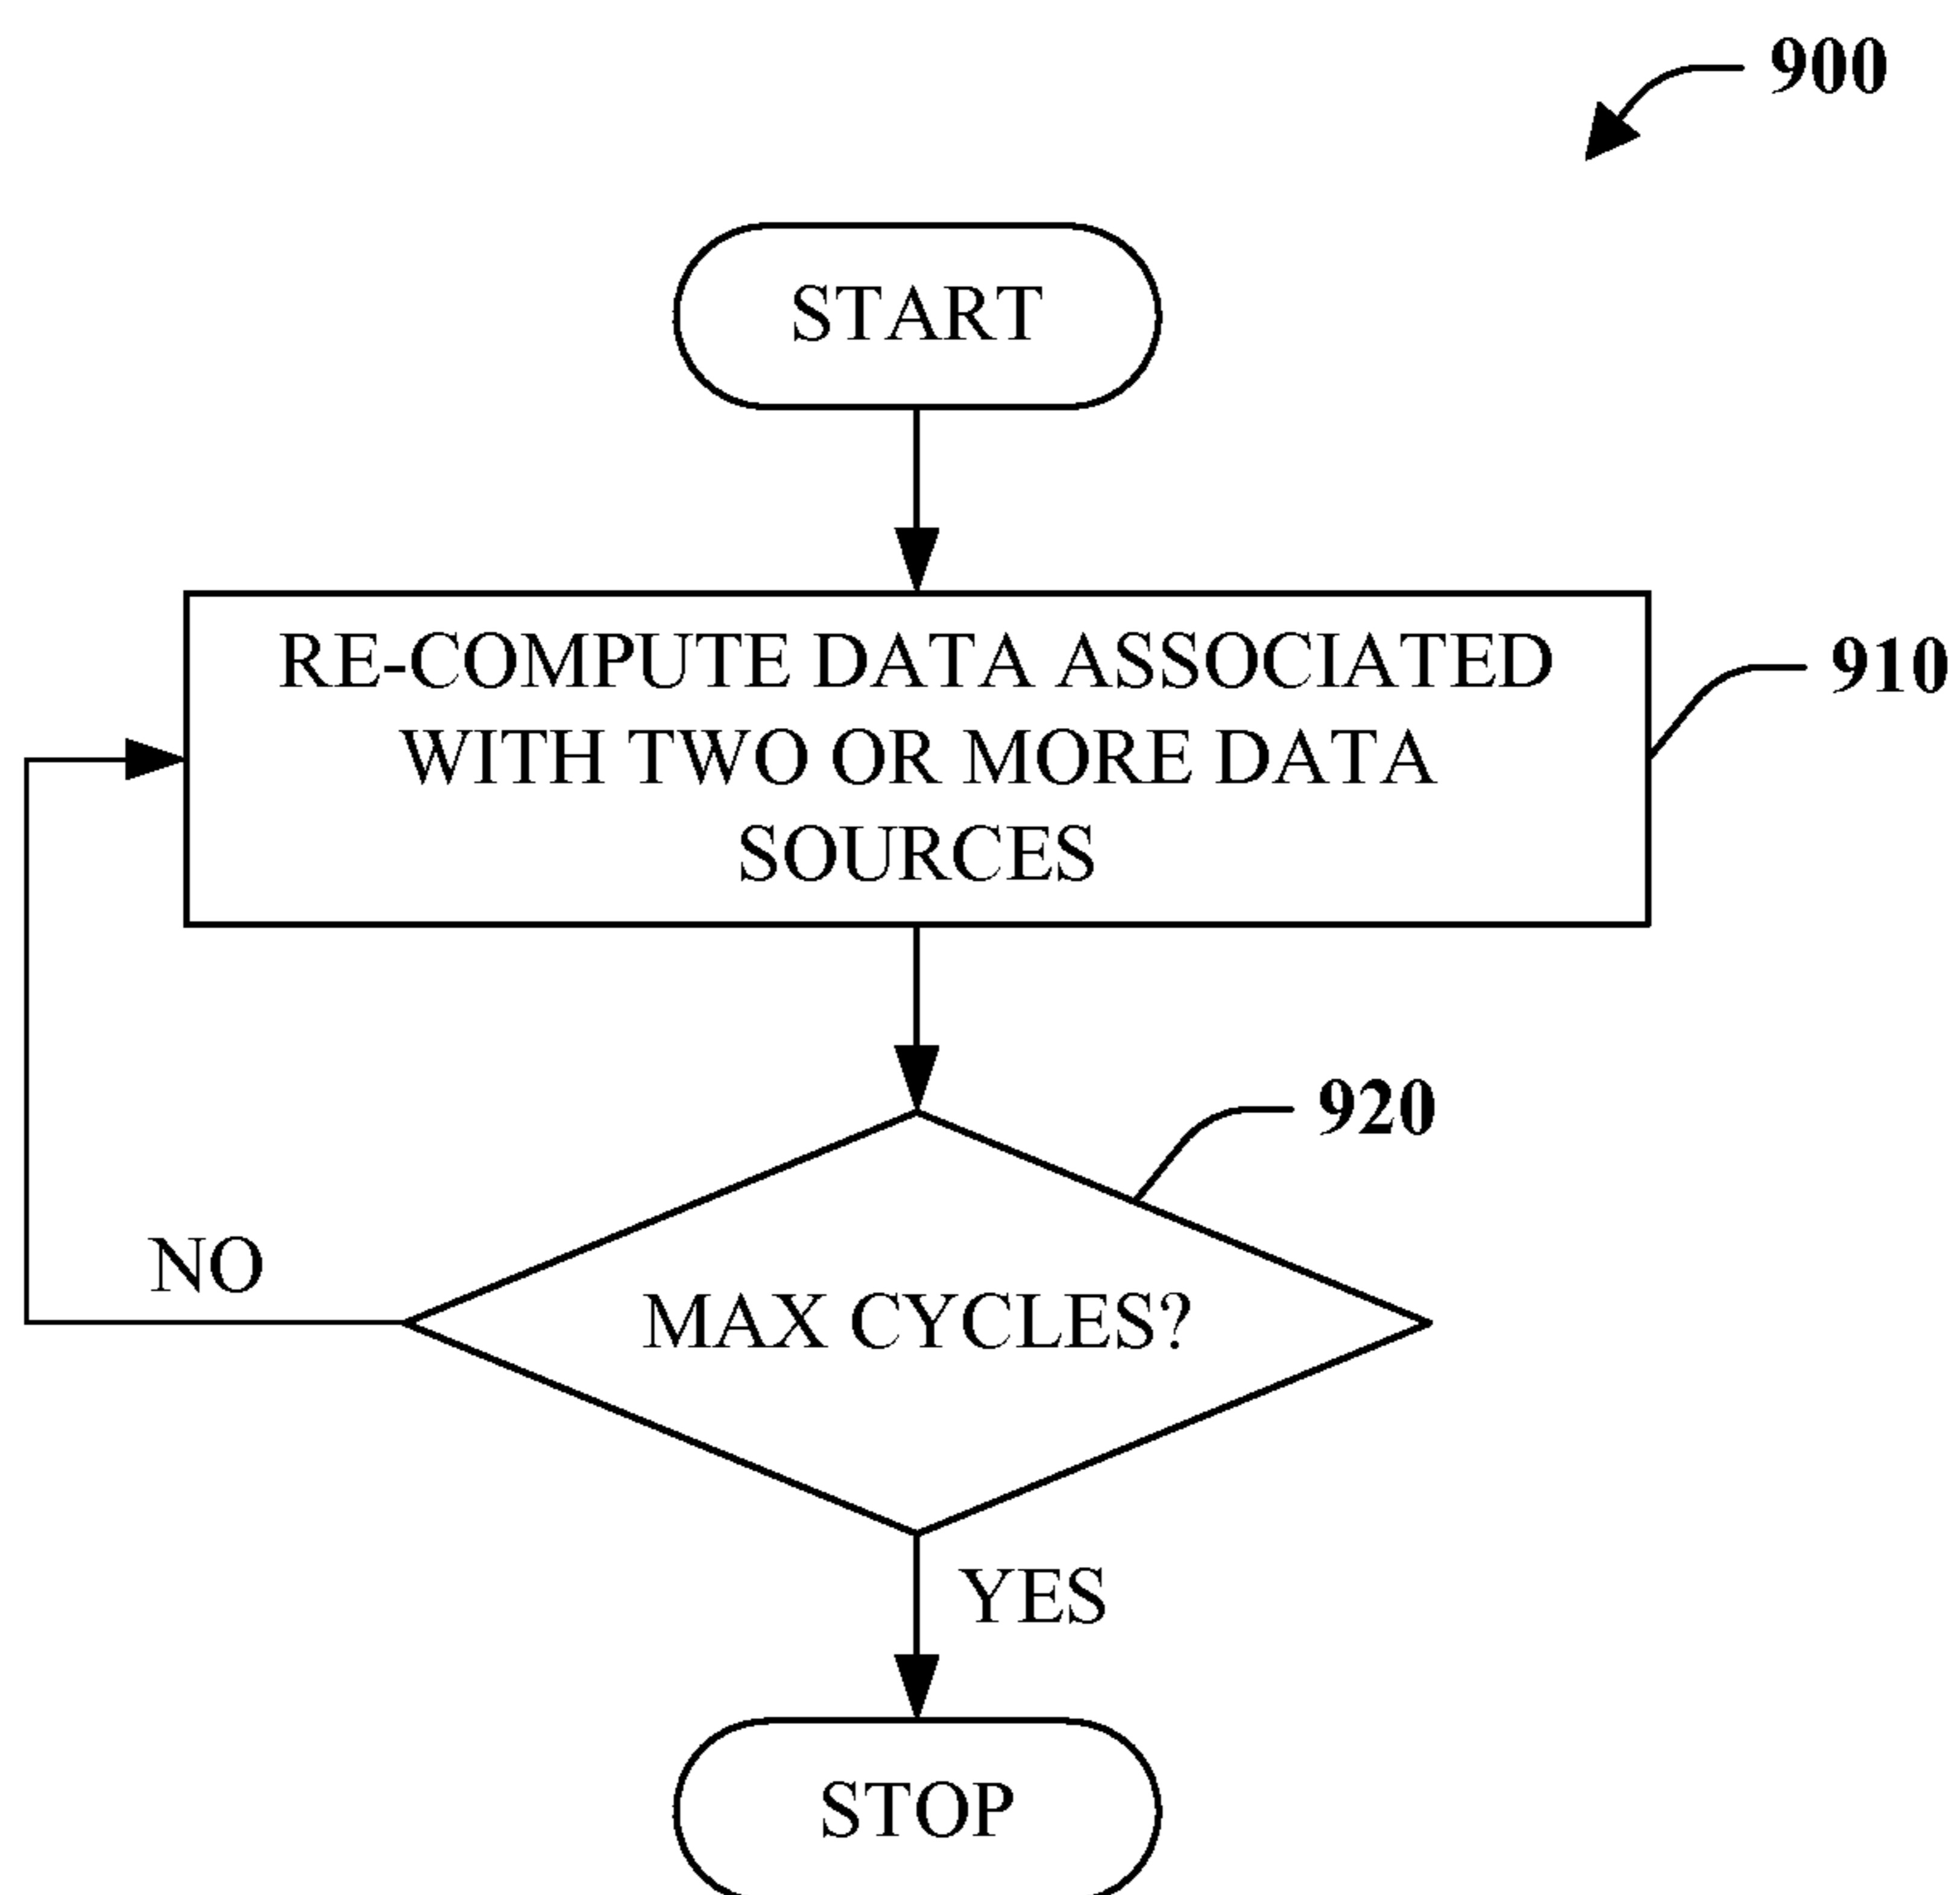 900
START
RE-COMPUTE DATA ASSOCIATED
WITH TWO OR MORE DATA
SOURCES
910
920
NO
MAX CYCLES?
YES
STOP